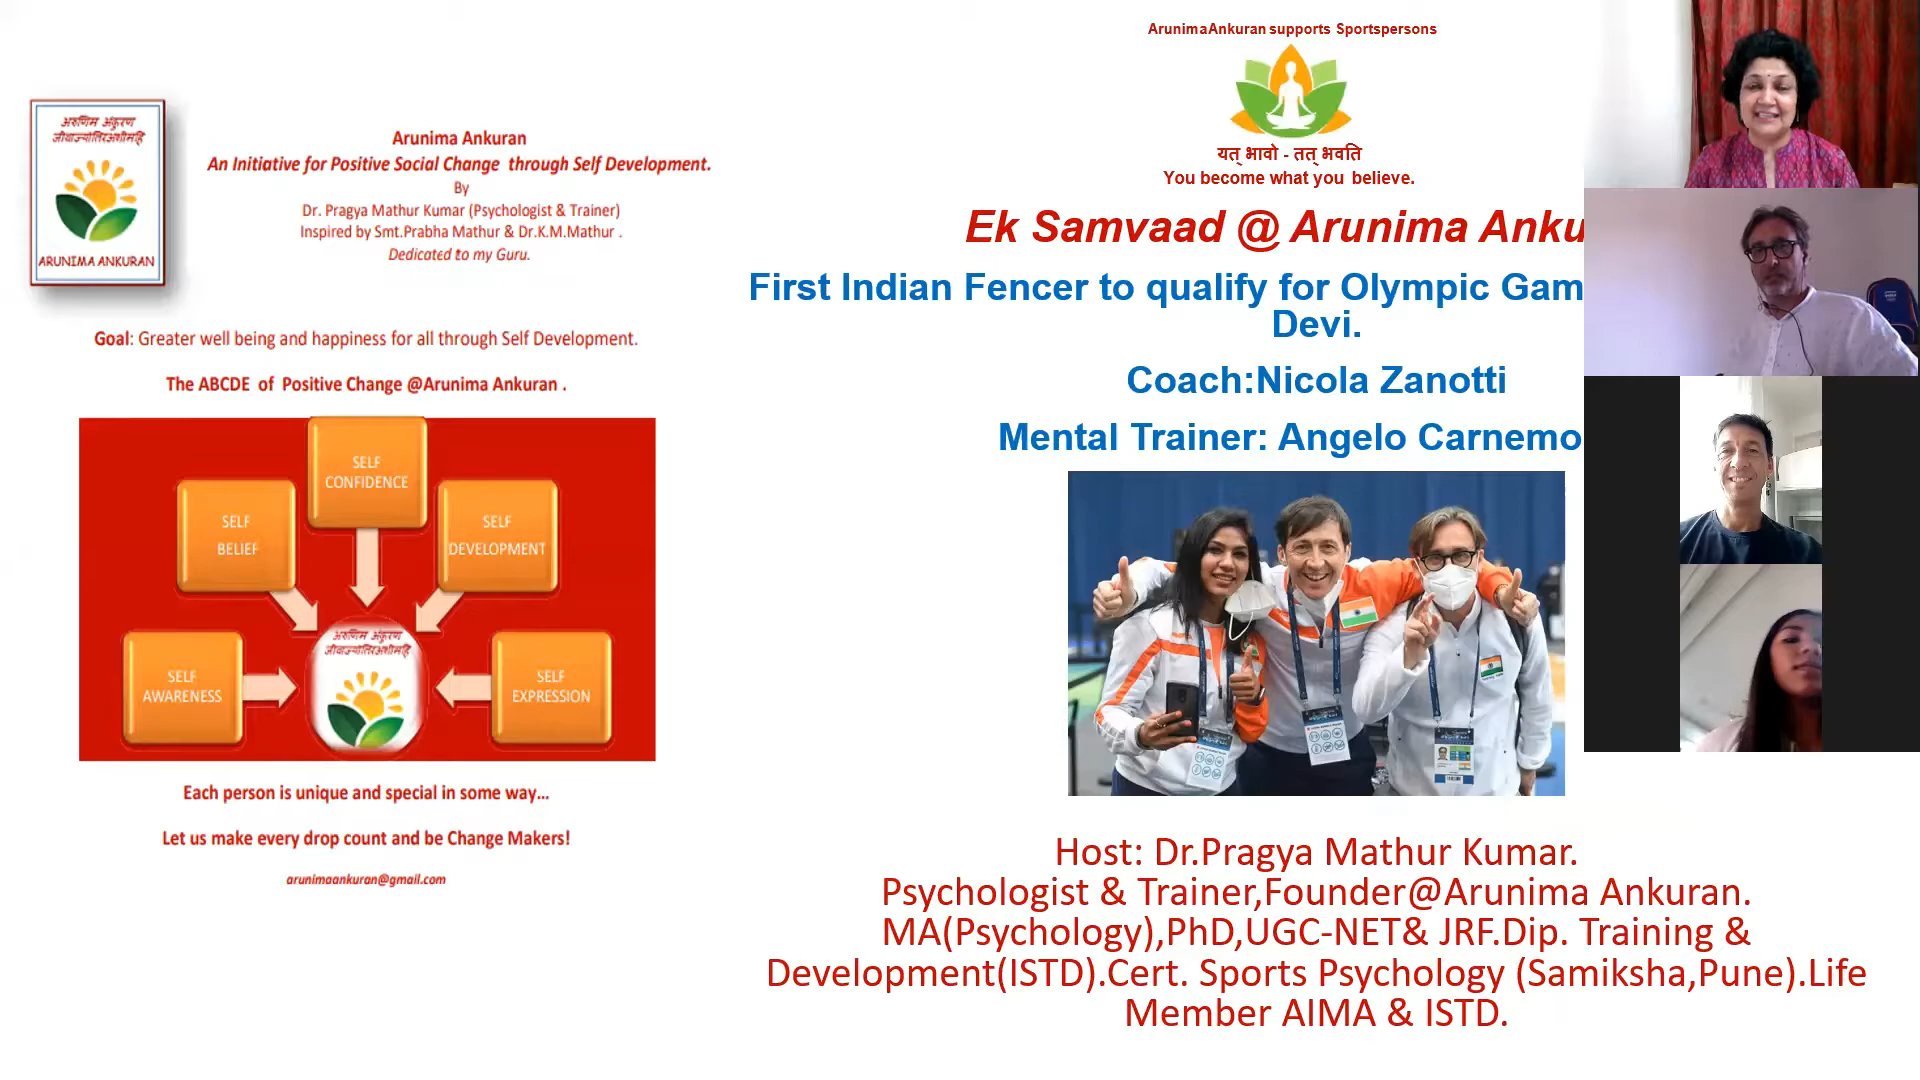 अरुणिम अंकुरण
जीवाज्योतिरशीमहि
ARUNIMA ANKURAN
Arunima Ankuran
An Initiative for Positive Social Change through Self Development.
By
Dr. Pragya Mathur Kumar (Psychologist & Trainer)
Inspired by Smt.Prabha Mathur & Dr.K.M.Mathur .
Dedicated to my Guru.
Goal: Greater well being and happiness for all through Self Development.
The ABCDE of Positive Change @Arunima Ankuran .
SELF
CONFIDENCE
SELF
BELIEF
SELF
DEVELOPMENT
SELF
AWARENESS
SELF
EXPRESSION
अरुणिम अंकुरण
जीवाज्योतिरशीमहि
Each person is unique and special in some way...
Let us make every drop count and be Change Makers!
arunimaankuran@gmail.com
ArunimaAnkuran supports Sportspersons
यत् भावो - तत् भवति
You become what you believe.
Ek Samvaad @ Arunima Anku
First Indian Fencer to qualify for Olympic Gam
Devi.
Coach:Nicola Zanotti
Mental Trainer: Angelo Carnemo
Host: Dr.Pragya Mathur Kumar.
Psychologist & Trainer,Founder@Arunima Ankuran.
MA(Psychology),PhD,UGC-NET& JRF.Dip. Training &
Development(ISTD).Cert. Sports Psychology (Samiksha,Pune).Life
Member AIMA & ISTD.